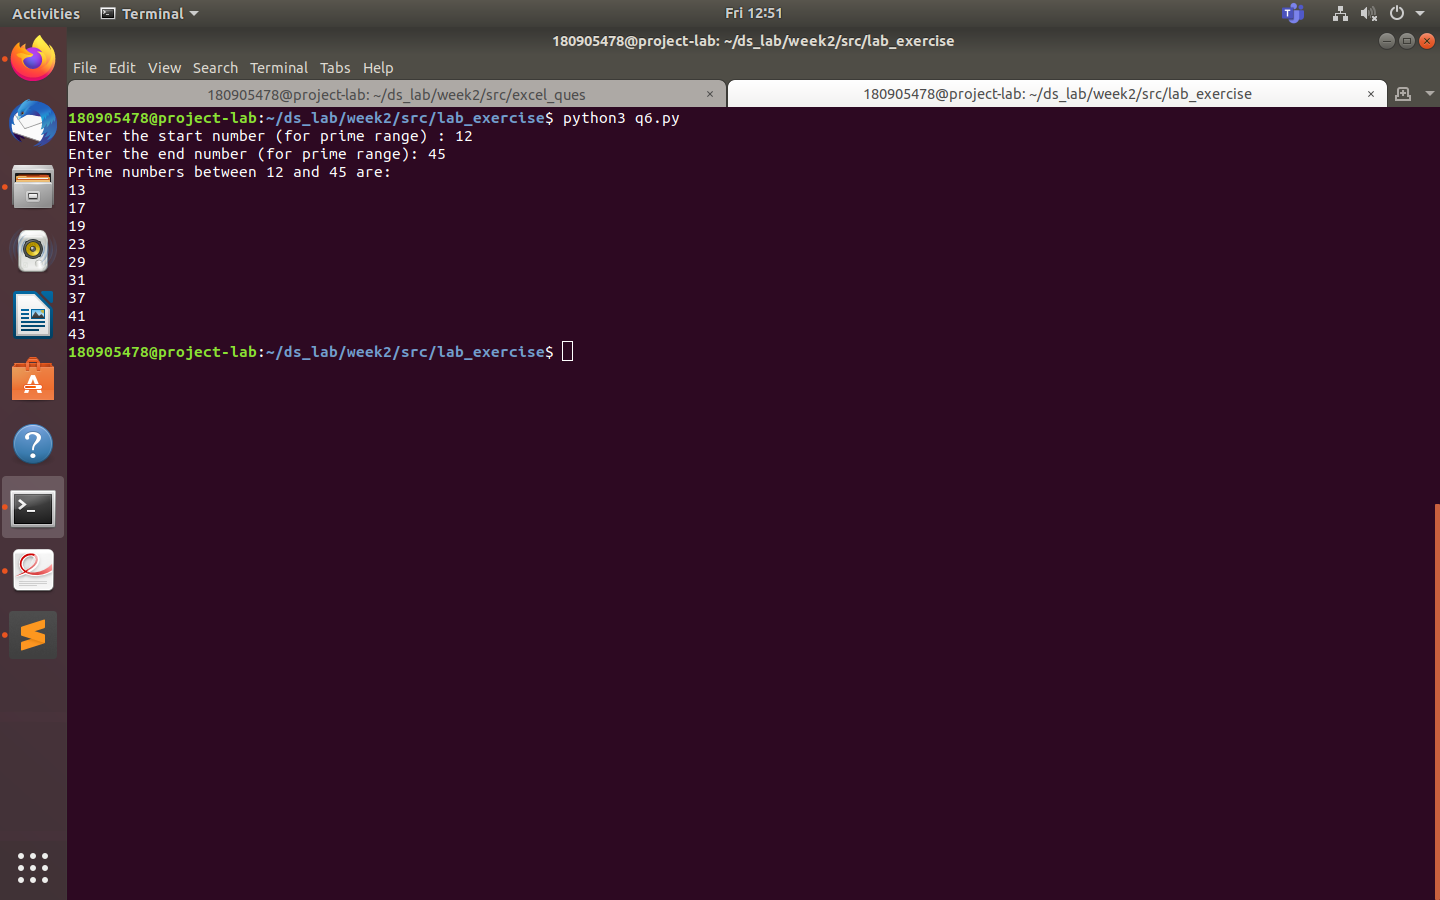 Activities Terminal Fri 12:51
180905478@project-lab: ~/ds_lab/week2/src/lab_exercise
File Edit View Search Terminal Tabs Help
180905478@project-lab: ~/ds_lab/week2/src/excel_ques × 180905478@project-lab: ~/ds_lab/week2/src/lab_exercise ×
180905478@project-lab:~/ds_lab/week2/src/lab_exercise$ python3 q6.py
ENter the start number (for prime range) : 12
Enter the end number (for prime range): 45
Prime numbers between 12 and 45 are:
13
17
19
23
29
31
37
41
43
180905478@project-lab:~/ds_lab/week2/src/lab_exercise$